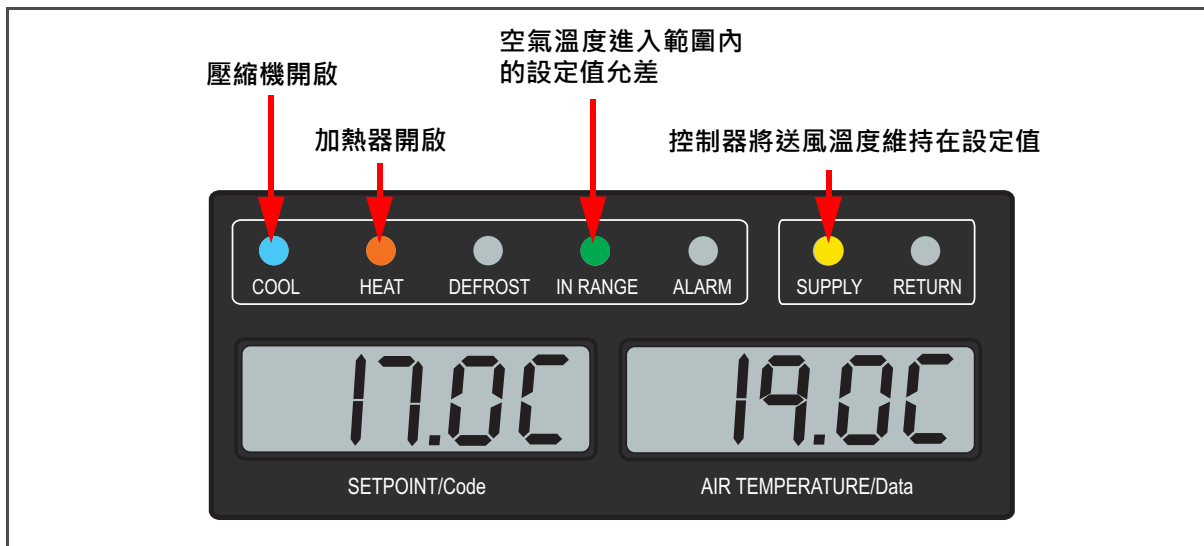 空氣溫度進入範圍內
的設定值允差
壓縮機開啟
加熱器開啟
控制器將送風溫度維持在設定值
COOL HEAT DEFROST IN RANGE ALARM SUPPLY RETURN
17.0C 19.0C
SETPOINT/Code AIR TEMPERATURE/Data